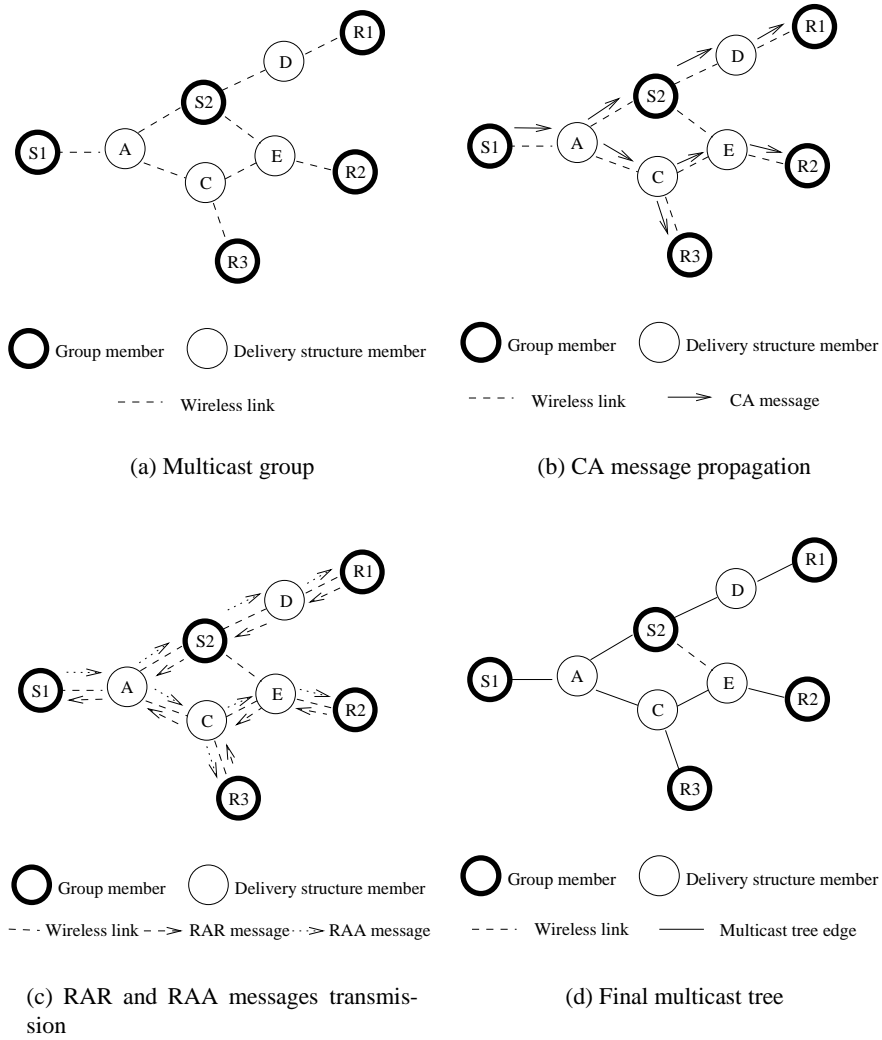 R1
D
S2
S1
A
E
C
R2
R3
Group member
Delivery structure member
Wireless link
(a) Multicast group
R1
D
S2
S1
A
E
C
R2
R3
Group member
Delivery structure member
Wireless link
CA message
(b) CA message propagation
R1
D
S2
S1
A
E
C
R2
R3
Group member
Delivery structure member
Wireless link
RAR message
RAA message
(c) RAR and RAA messages transmis-
sion
R1
D
S2
S1
A
E
C
R2
R3
Group member
Delivery structure member
Wireless link
Multicast tree edge
(d) Final multicast tree